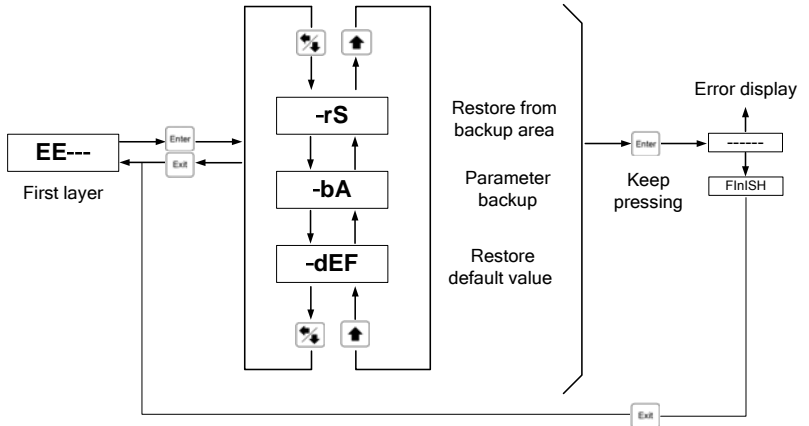 EE---
First layer
Enter
Exit
-rS
-bA
-dEF
Restore from
backup area
Parameter
backup
Restore
default value
Enter
Keep
pressing
Error display
------
FInISH
Exit